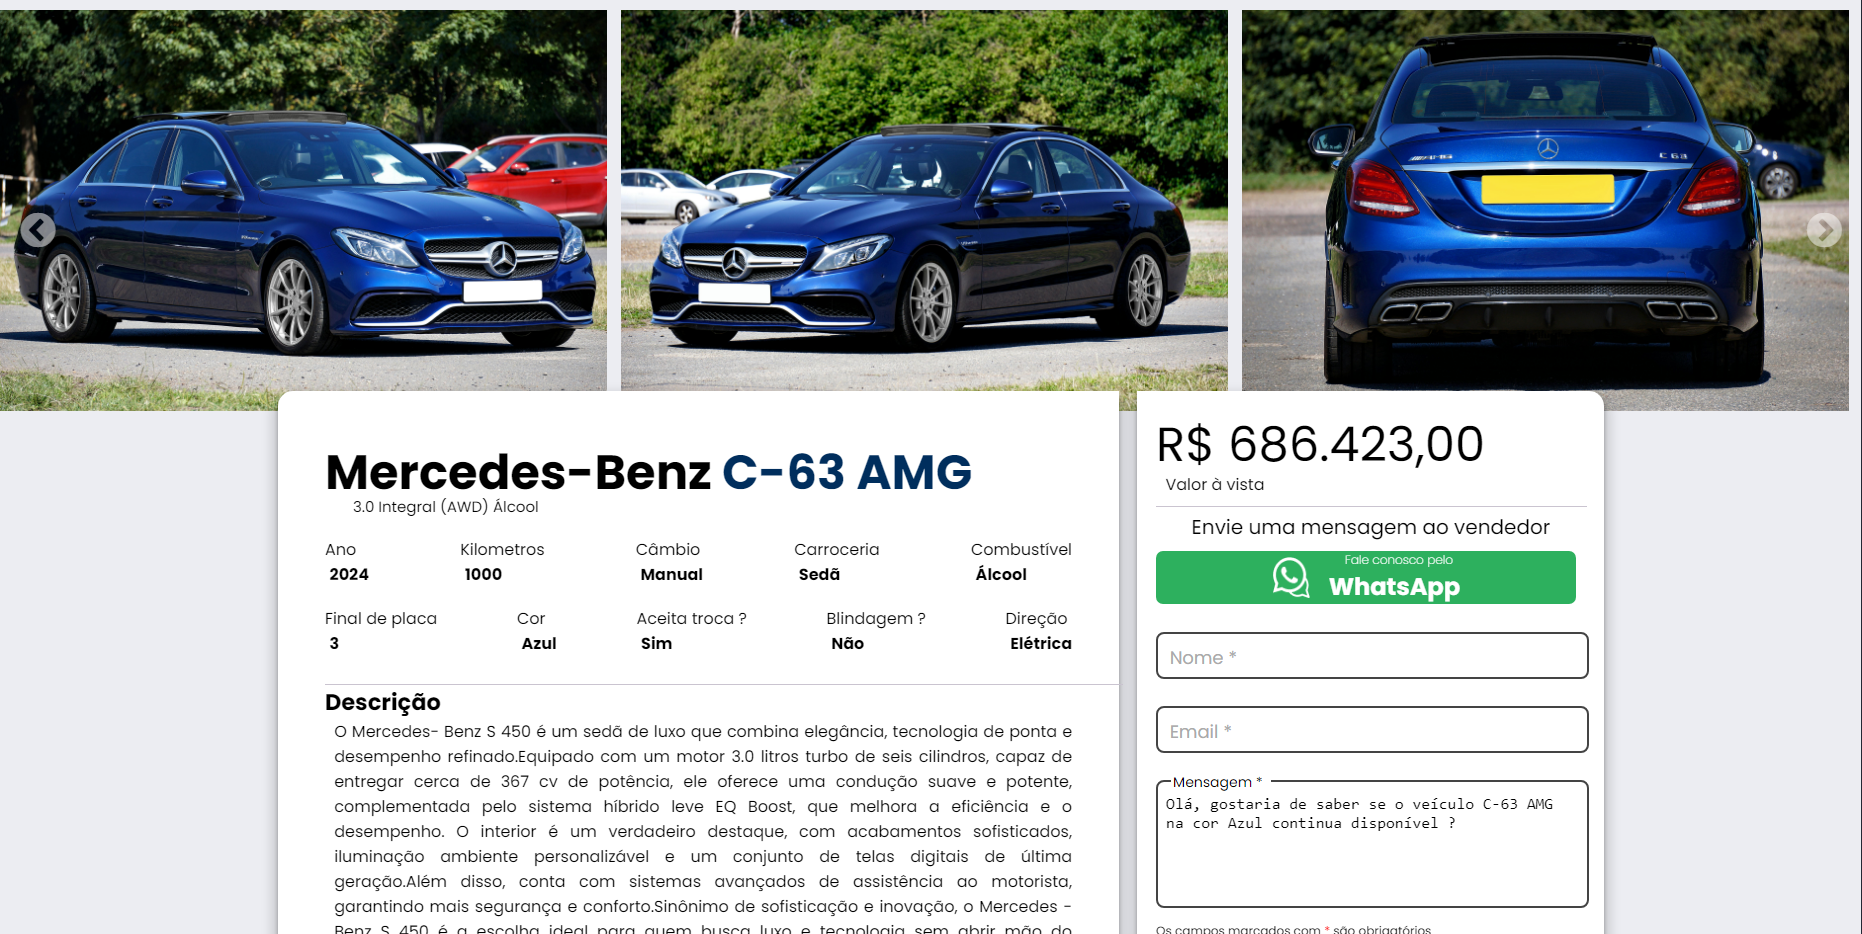 AMG
C 63
Mercedes-Benz C-63 AMG
3.0 Integral (AWD) Álcool
Ano Kilometros Câmbio Carroceria Combustível
2024 1000 Manual Sedã Álcool
Final de placa Cor Aceita troca ? Blindagem ? Direção
3 Azul Sim Não Elétrica
Descrição
O Mercedes- Benz S 450 é um sedã de luxo que combina elegância, tecnologia de ponta e
desempenho refinado.Equipado com um motor 3.0 litros turbo de seis cilindros, capaz de
entregar cerca de 367 cv de potência, ele oferece uma condução suave e potente,
complementada pelo sistema híbrido leve EQ Boost, que melhora a eficiência e o
desempenho. O interior é um verdadeiro destaque, com acabamentos sofisticados,
iluminação ambiente personalizável e um conjunto de telas digitais de última
geração.Além disso, conta com sistemas avançados de assistência ao motorista,
garantindo mais segurança e conforto.Sinônimo de sofisticação e inovação, o Mercedes -
Benz S 450 é a escolha ideal para quem busca luxo e tecnologia sem abrir mão do
R$ 686.423,00
Valor à vista
Envie uma mensagem ao vendedor
Fale conosco pelo
WhatsApp
Nome *
Email *
Mensagem *
Olá, gostaria de saber se o veículo C-63 AMG
na cor Azul continua disponível ?
Os campos marcados com * são obrigatórios